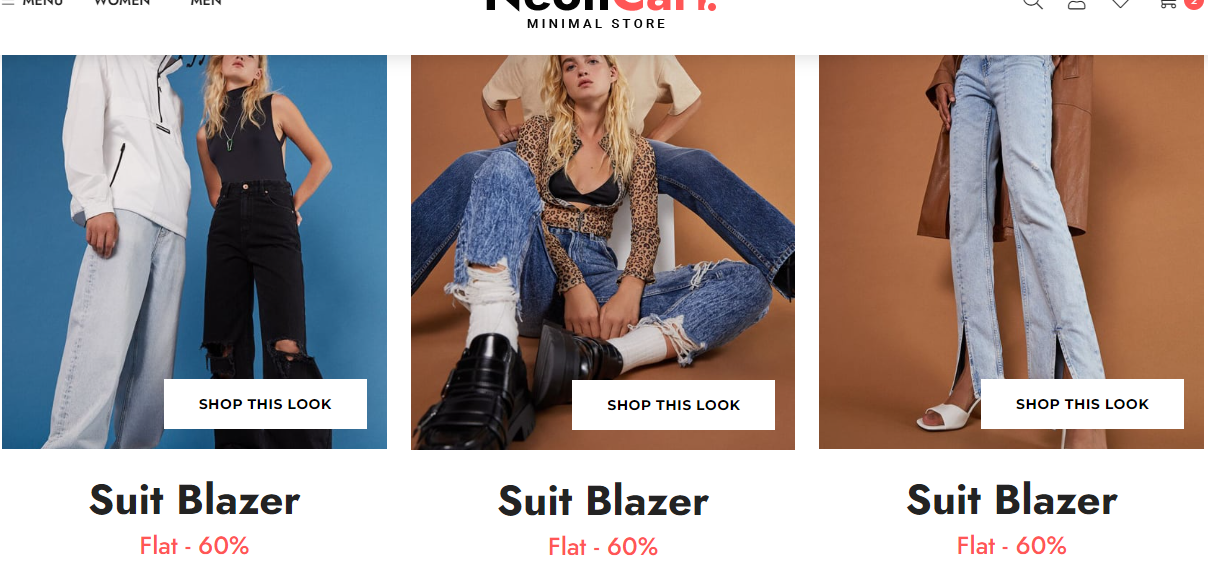 MENU
WOMEN
MEN
NeonCart.
MINIMAL STORE
2
SHOP THIS LOOK
SHOP THIS LOOK
SHOP THIS LOOK
Suit Blazer
Suit Blazer
Suit Blazer
Flat - 60%
Flat - 60%
Flat - 60%